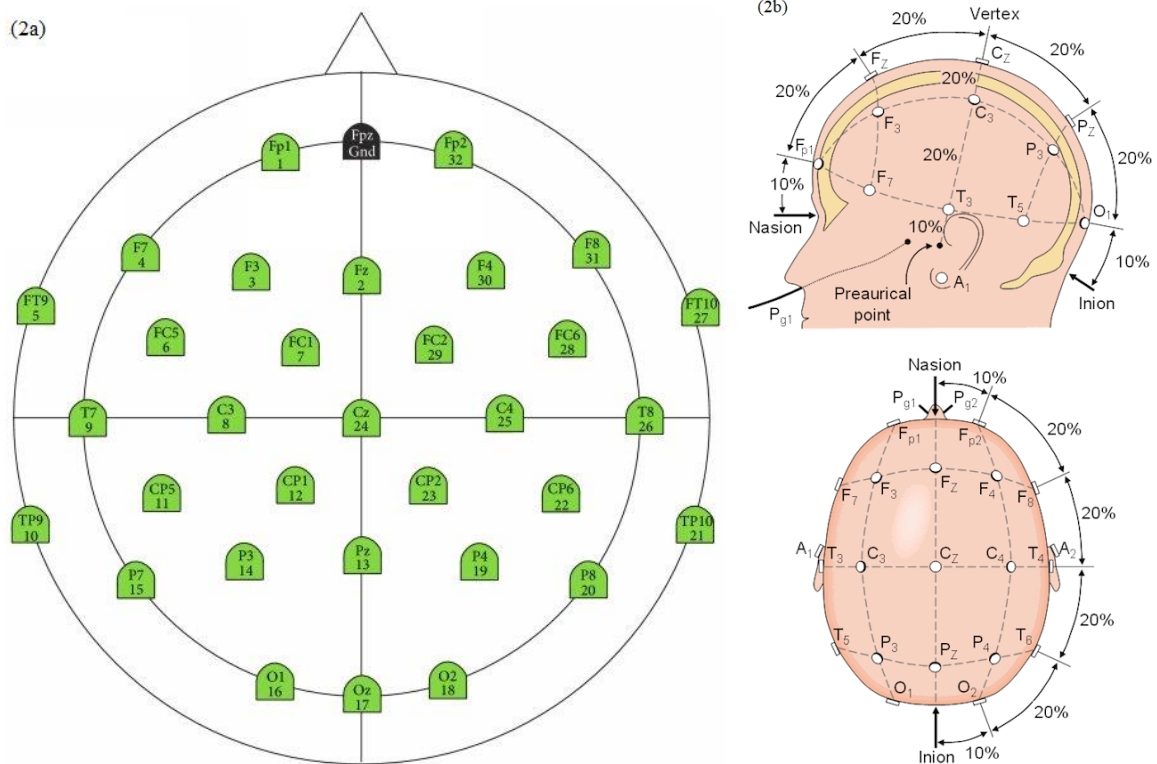 (2a)
Fpz
Gnd
Fp1
1
Fp2
32
F7
4
F8
31
F3
3
Fz
2
F4
30
FT9
5
FT10
27
FC5
6
FC1
7
FC2
29
FC6
28
T7
9
C3
8
Cz
24
C4
25
T8
26
CP5
11
CP1
12
CP2
23
CP6
22
TP9
10
TP10
21
P3
14
Pz
13
P4
19
P7
15
P8
20
O1
16
Oz
17
O2
18
(2b)
Vertex
20%
20%
FZ
CZ
20%
20%
F3
C3
PZ
Fp1
20%
P3
20%
10%
F7
T3
T5
O1
Nasion
10%
10%
A1
Preaurical
point
Inion
Pg1
Nasion
10%
Pg1
Pg2
Fp1
Fp2
20%
F7
F3
FZ
F4
F8
20%
A1
T3
C3
CZ
C4
T4
A2
20%
T5
P3
PZ
P4
T6
O1
O2
20%
Inion
10%